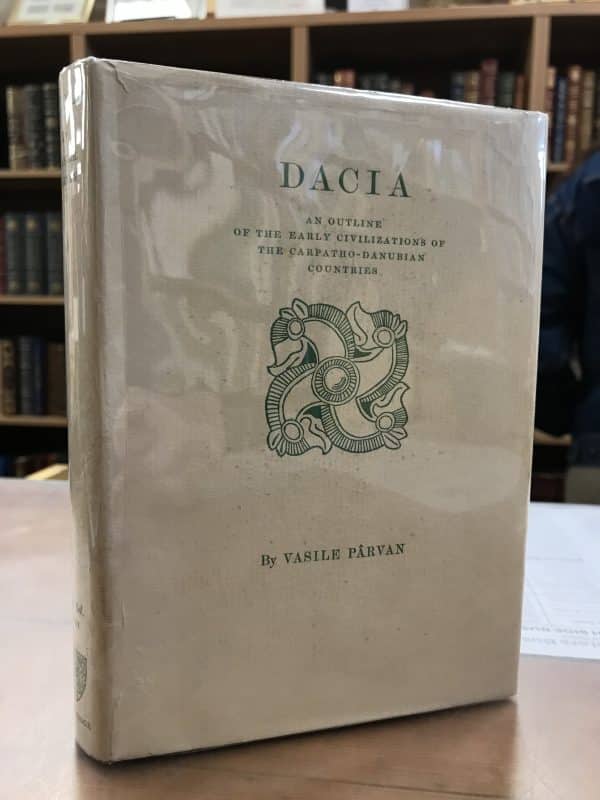 DACIA
AN OUTLINE
OF THE EARLY CIVILIZATIONS OF
THE CARPATHO-DANUBIAN
COUNTRIES
By VASILE PÂRVAN